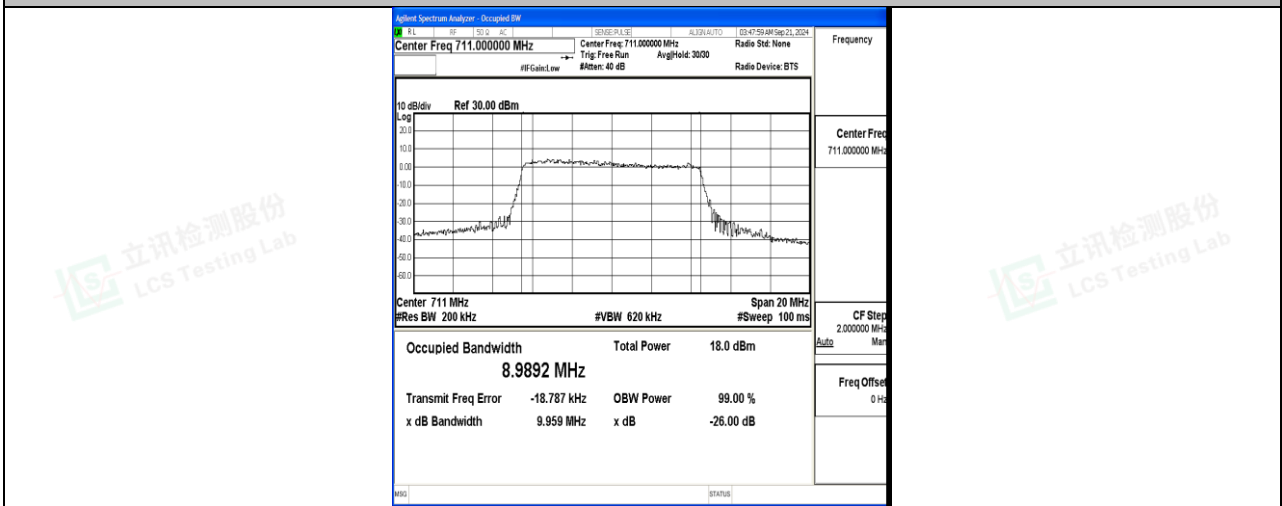 Agilent Spectrum Analyzer - Occupied BW
RL RF 50 Ω AC SENSE:PULSE ALIGN AUTO 03:47:59 AM Sep 21, 2024
Center Freq 711.000000 MHz
Center Freq: 711.000000 MHz
Radio Std: None
Trig: Free Run Avg|Hold: 30/30
#IFGain:Low
#Atten: 40 dB
Radio Device: BTS
Frequency
10 dB/div Ref 30.00 dBm
Log
20.0
10.0
0.00
-10.0
-20.0
-30.0
-40.0
-50.0
-60.0
Center 711 MHz Span 20 MHz
#Res BW 200 kHz #VBW 620 kHz #Sweep 100 ms
Occupied Bandwidth Total Power 18.0 dBm
8.9892 MHz
Transmit Freq Error -18.787 kHz OBW Power 99.00 %
x dB Bandwidth 9.959 MHz x dB -26.00 dB
Center Freq
711.000000 MHz
CF Step
2.000000 MHz
Auto Man
Freq Offset
0 Hz
MSG STATUS
立讯检测股份
LCS Testing Lab
立讯检测股份
LCS Testing Lab